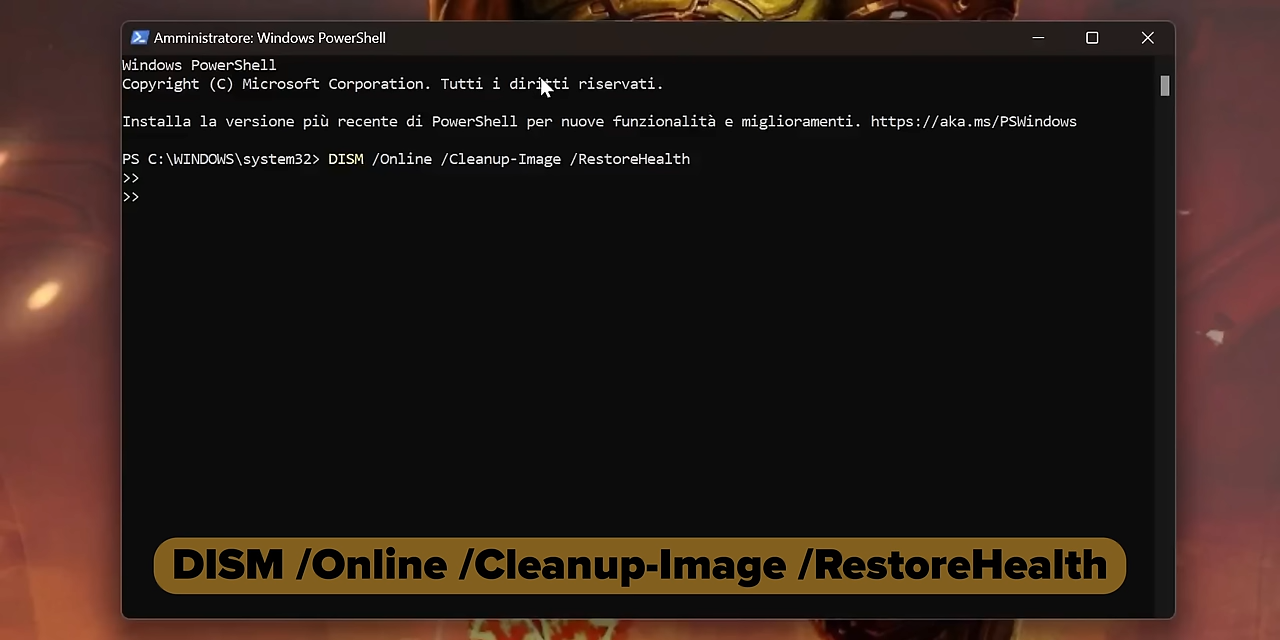 Amministratore: Windows PowerShell
Windows PowerShell
Copyright (C) Microsoft Corporation. Tutti i diritti riservati.
Installa la versione più recente di PowerShell per nuove funzionalità e miglioramenti. https://aka.ms/PSWindows
PS C:\WINDOWS\system32> DISM /Online /Cleanup-Image /RestoreHealth
>>
>>
DISM /Online /Cleanup-Image /RestoreHealth